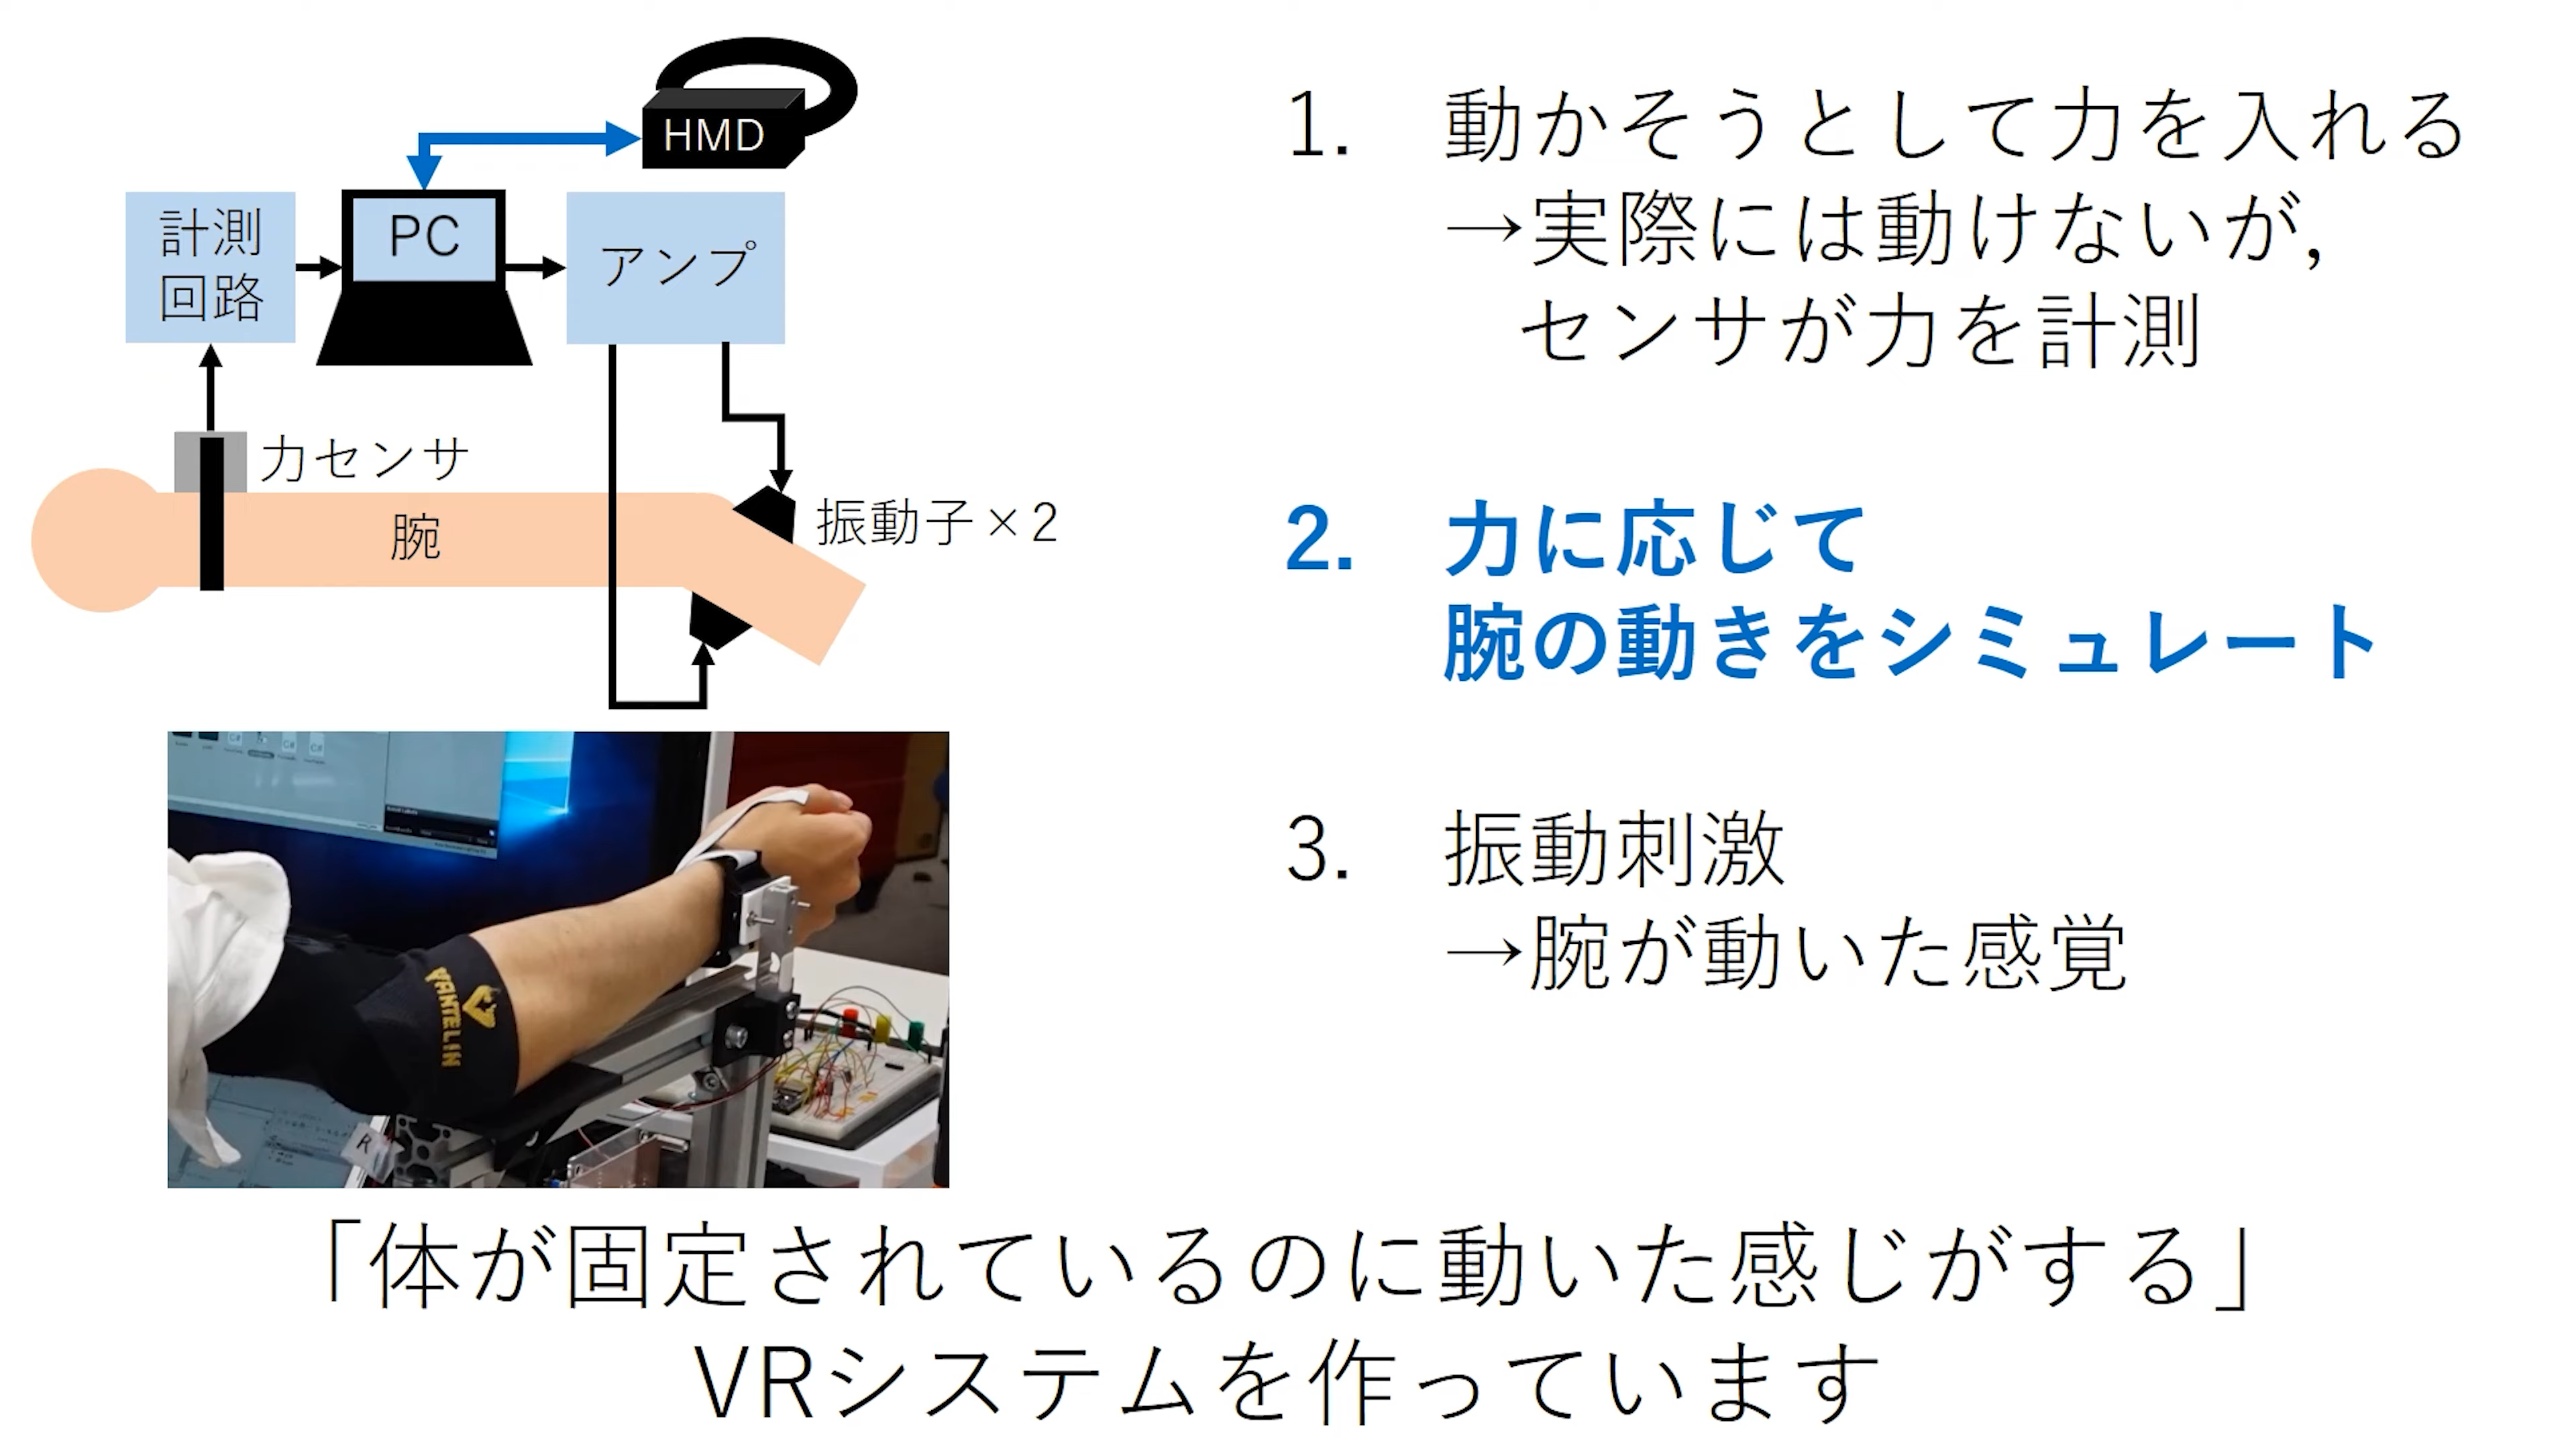 HMD
計測
回路
PC
アンプ
力センサ
腕
振動子×2
VANTELIN
R
1. 動かそうとして力を入れる
→実際には動けないが,
センサが力を計測
2. 力に応じて
腕の動きをシミュレート
3. 振動刺激
→腕が動いた感覚
「体が固定されているのに動いた感じがする」
VRシステムを作っています